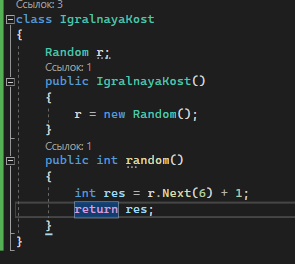 Ссылок: 3
class IgralnayaKost
{
Random r;
Ссылок: 1
public IgralnayaKost()
{
r = new Random();
}
Ссылок: 1
public int random()
{
int res = r.Next(6) + 1;
return res;
}
}